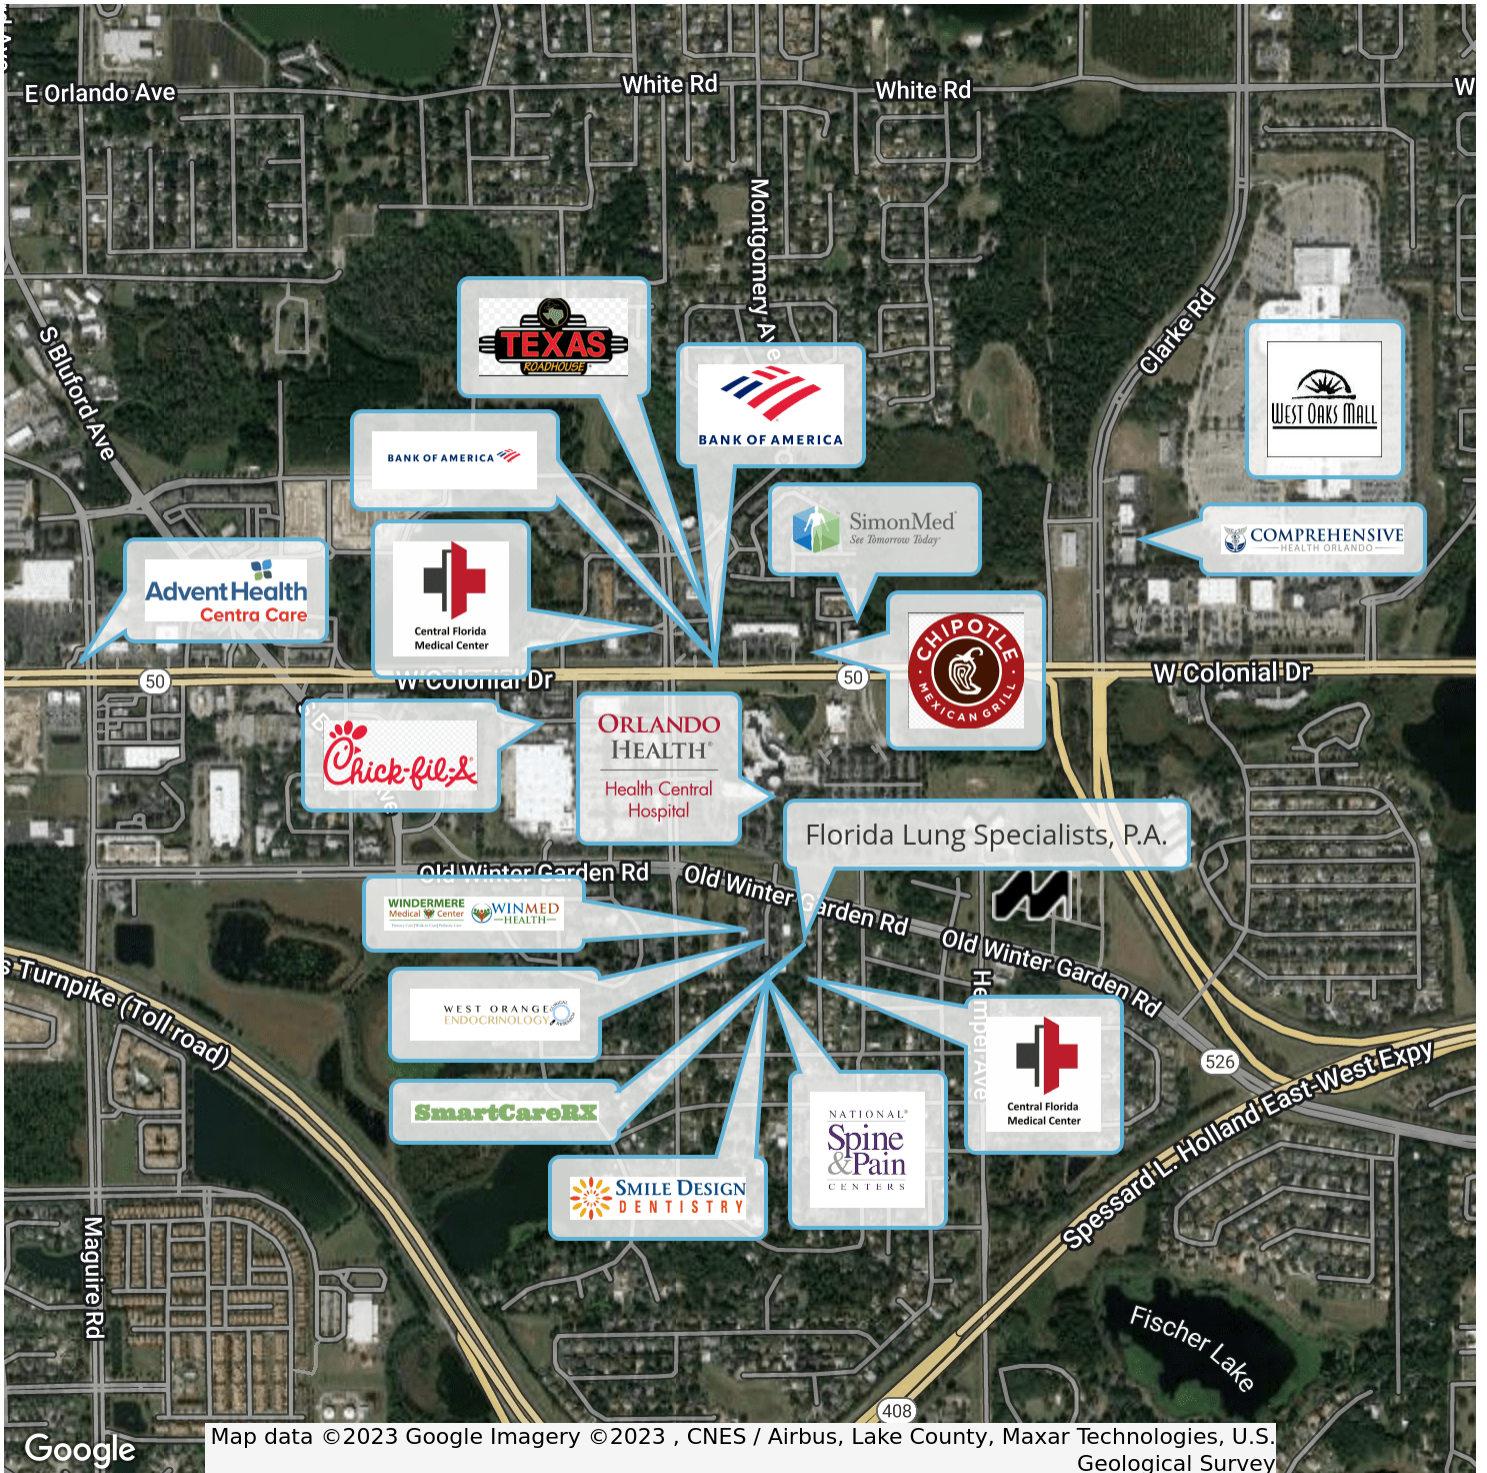 E Orlando Ave
White Rd
White Rd
W
Montgomery Ave
Clarke Rd
S Bluford Ave
TEXAS
ROADHOUSE
BANK OF AMERICA
BANK OF AMERICA
WEST OAKS MALL
SimonMed
See Tomorrow Today
COMPREHENSIVE
HEALTH ORLANDO
AdventHealth
Centra Care
Central Florida
Medical Center
CHIPOTLE
MEXICAN GRILL
50
W Colonial Dr
50
W Colonial Dr
Chick-fil-A
ORLANDO
HEALTH®
Health Central
Hospital
Florida Lung Specialists, P.A.
Old Winter Garden Rd
Old Winter Garden Rd
Old Winter Garden Rd
WINDERMERE
Medical Center
WINMED
HEALTH
s Turnpike (Toll road)
WEST ORANGE
ENDOCRINOLOGY
CLINICAL
RESEARCH
Hemper Ave
Central Florida
Medical Center
526
SmartCareRX
NATIONAL®
Spine
&Pain
CENTERS
SMILE DESIGN
DENTISTRY
Spessard L. Holland East-West Expy
Maguire Rd
Fischer Lake
408
Google
Map data ©2023 Google Imagery ©2023 , CNES / Airbus, Lake County, Maxar Technologies, U.S.
Geological Survey